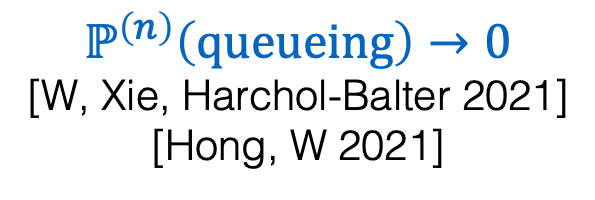 ℙ⁽ⁿ⁾(queueing) → 0
[W, Xie, Harchol-Balter 2021]
[Hong, W 2021]